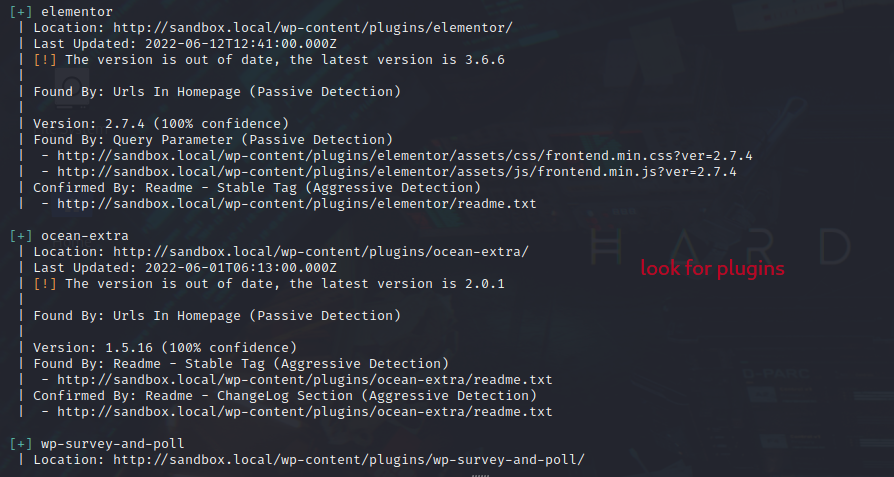 [+] elementor
| Location: http://sandbox.local/wp-content/plugins/elementor/
| Last Updated: 2022-06-12T12:41:00.000Z
| [!] The version is out of date, the latest version is 3.6.6
|
| Found By: Urls In Homepage (Passive Detection)
|
| Version: 2.7.4 (100% confidence)
| Found By: Query Parameter (Passive Detection)
|  - http://sandbox.local/wp-content/plugins/elementor/assets/css/frontend.min.css?ver=2.7.4
|  - http://sandbox.local/wp-content/plugins/elementor/assets/js/frontend.min.js?ver=2.7.4
| Confirmed By: Readme - Stable Tag (Aggressive Detection)
|  - http://sandbox.local/wp-content/plugins/elementor/readme.txt
[+] ocean-extra
| Location: http://sandbox.local/wp-content/plugins/ocean-extra/
| Last Updated: 2022-06-01T06:13:00.000Z
H A R D
look for plugins
| [!] The version is out of date, the latest version is 2.0.1
|
| Found By: Urls In Homepage (Passive Detection)
|
| Version: 1.5.16 (100% confidence)
| Found By: Readme - Stable Tag (Aggressive Detection)
|  - http://sandbox.local/wp-content/plugins/ocean-extra/readme.txt
| Confirmed By: Readme - ChangeLog Section (Aggressive Detection)
|  - http://sandbox.local/wp-content/plugins/ocean-extra/readme.txt
[+] wp-survey-and-poll
| Location: http://sandbox.local/wp-content/plugins/wp-survey-and-poll/